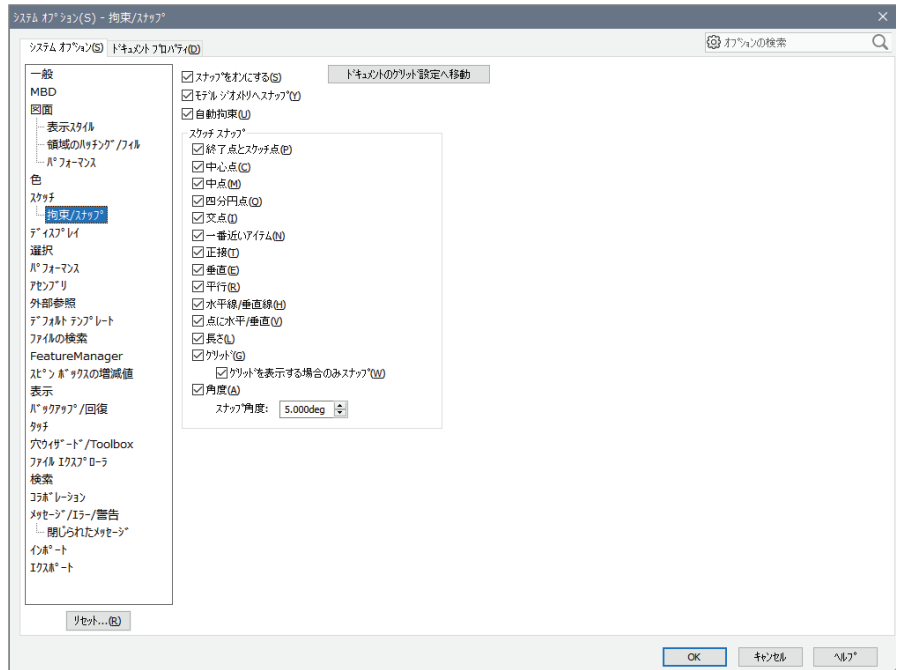 ｼｽﾃﾑ ｵﾌﾟｼｮﾝ(S) - 拘束/ｽﾅｯﾌﾟ
ｼｽﾃﾑ ｵﾌﾟｼｮﾝ(S) ﾄﾞｷｭﾒﾝﾄ ﾌﾟﾛﾊﾟﾃｨ(D)
ｵﾌﾟｼｮﾝの検索
一般
MBD
図面
表示ｽﾀｲﾙ
領域のﾊｯﾁﾝｸﾞ/ﾌｨﾙ
ﾊﾟﾌｫｰﾏﾝｽ
色
ｽｹｯﾁ
拘束/ｽﾅｯﾌﾟ
ﾃﾞｨｽﾌﾟﾚｲ
選択
ﾊﾟﾌｫｰﾏﾝｽ
ｱｾﾝﾌﾞﾘ
外部参照
ﾃﾞﾌｫﾙﾄ ﾃﾝﾌﾟﾚｰﾄ
ﾌｧｲﾙの検索
FeatureManager
ｽﾋﾟﾝ ﾎﾞｯｸｽの増減値
表示
ﾊﾞｯｸｱｯﾌﾟ/回復
ﾀｯﾁ
穴ｳｨｻﾞｰﾄﾞ/Toolbox
ﾌｧｲﾙ ｴｸｽﾌﾟﾛｰﾗ
検索
ｺﾗﾎﾞﾚｰｼｮﾝ
ﾒｯｾｰｼﾞ/ｴﾗｰ/警告
閉じられたﾒｯｾｰｼﾞ
ｲﾝﾎﾟｰﾄ
ｴｸｽﾎﾟｰﾄ
ﾘｾｯﾄ...(R)
ｽﾅｯﾌﾟをｵﾝにする(S)
ﾄﾞｷｭﾒﾝﾄのｸﾞﾘｯﾄﾞ設定へ移動
ﾓﾃﾞﾙ ｼﾞｵﾒﾄﾘへｽﾅｯﾌﾟ(Y)
自動拘束(U)
ｽｹｯﾁ ｽﾅｯﾌﾟ
終了点とｽｹｯﾁ点(P)
中心点(C)
中点(M)
四分円点(Q)
交点(I)
一番近いｱｲﾃﾑ(N)
正接(T)
垂直(E)
平行(R)
水平線/垂直線(H)
点に水平/垂直(V)
長さ(L)
ｸﾞﾘｯﾄﾞ(G)
ｸﾞﾘｯﾄﾞを表示する場合のみｽﾅｯﾌﾟ(W)
角度(A)
ｽﾅｯﾌﾟ角度: 5.000deg
OK ｷｬﾝｾﾙ ﾍﾙﾌﾟ